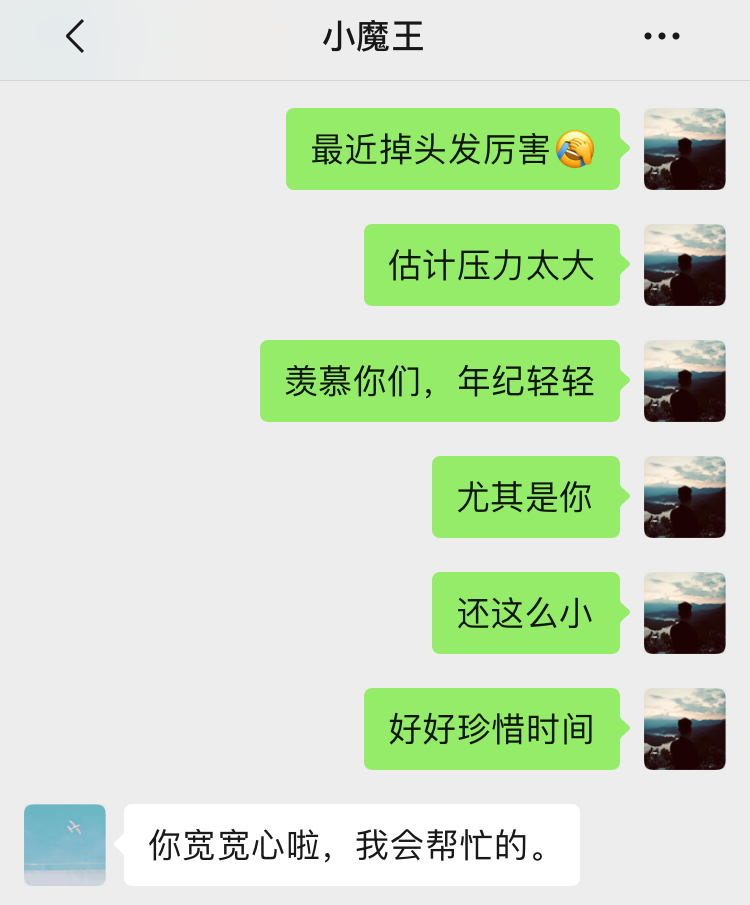 小魔王
最近掉头发厉害🤦
估计压力太大
羡慕你们，年纪轻轻
尤其是你
还这么小
好好珍惜时间
你宽宽心啦，我会帮忙的。